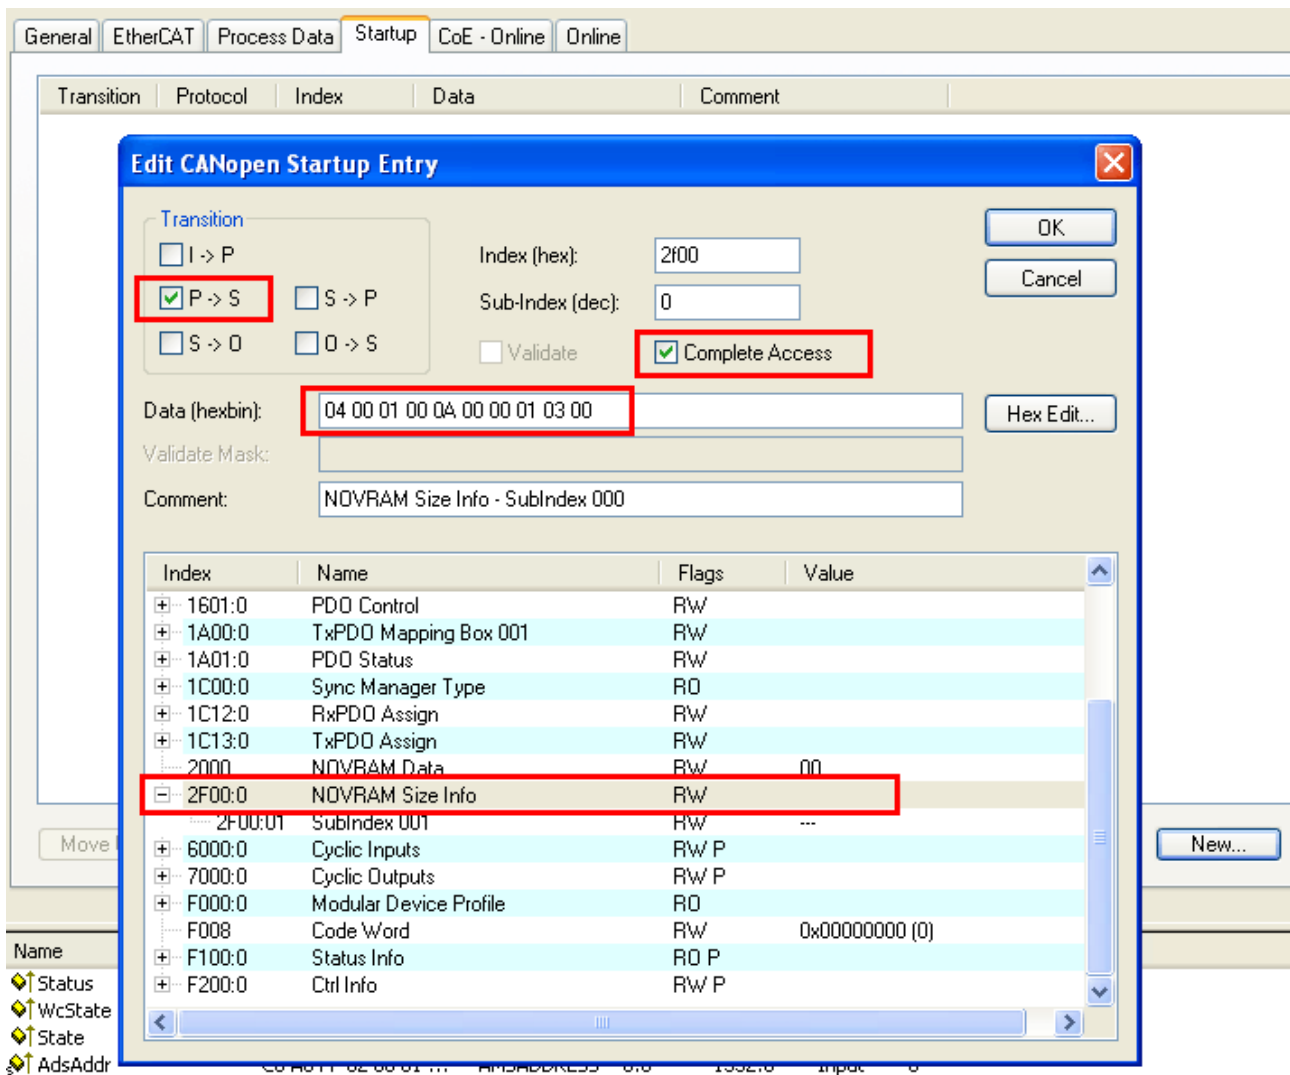 General EtherCAT Process Data Startup CoE - Online Online
Transition Protocol Index Data Comment
Edit CANopen Startup Entry
Transition
I -> P
P -> S
S -> P
S -> O
O -> S
Index (hex): 2f00
Sub-Index (dec): 0
Validate
Complete Access
OK
Cancel
Data (hexbin): 04 00 01 00 0A 00 00 01 03 00
Hex Edit...
Validate Mask:
Comment: NOVRAM Size Info - SubIndex 000
Index Name Flags Value
1601:0 PDO Control RW
1A00:0 TxPDO Mapping Box 001 RW
1A01:0 PDO Status RW
1C00:0 Sync Manager Type RO
1C12:0 RxPDO Assign RW
1C13:0 TxPDO Assign RW
2000 NOVRAM Data RW 00
2F00:0 NOVRAM Size Info RW
2F00:01 SubIndex 001 RW ---
6000:0 Cyclic Inputs RW P
7000:0 Cyclic Outputs RW P
F000:0 Modular Device Profile RO
F008 Code Word RW 0x00000000 (0)
F100:0 Status Info RO P
F200:0 Ctrl Info RW P
Move
New...
Name
Status
WcState
State
AdsAddr AMSADDRESS 8.0 1552.0 Input 0